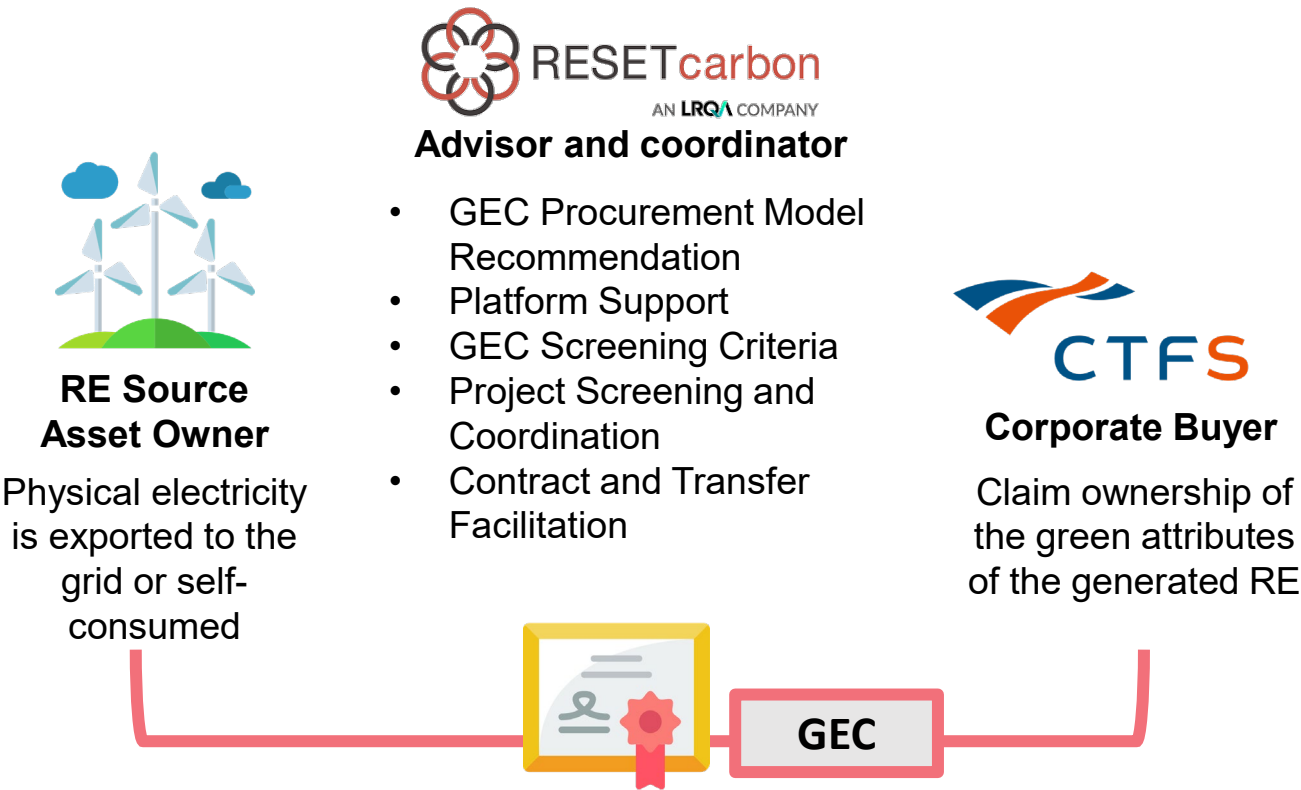 RESETcarbon
AN LRQA COMPANY
Advisor and coordinator
• GEC Procurement Model
Recommendation
• Platform Support
• GEC Screening Criteria
• Project Screening and
Coordination
• Contract and Transfer
Facilitation
RE Source
Asset Owner
Physical electricity
is exported to the
grid or self-
consumed
CTFS
Corporate Buyer
Claim ownership of
the green attributes
of the generated RE
GEC